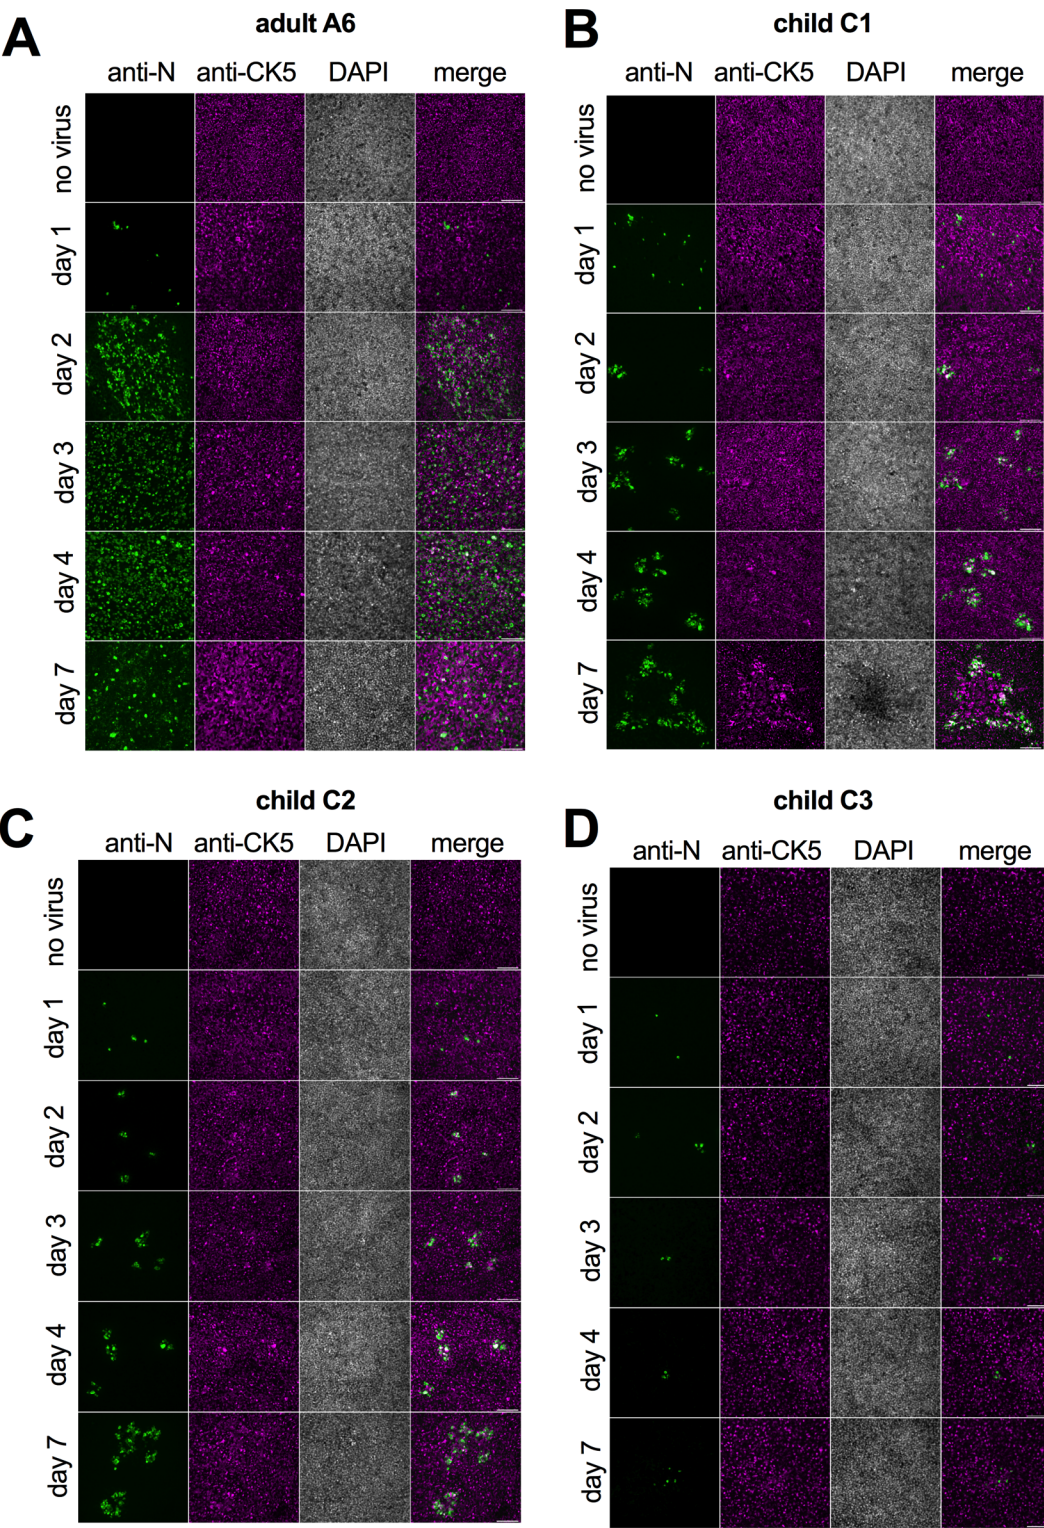 A
adult A6
anti-N anti-CK5 DAPI merge
no virus
day 1
day 2
day 3
day 4
day 7
B
child C1
anti-N anti-CK5 DAPI merge
no virus
day 1
day 2
day 3
day 4
day 7
C
child C2
anti-N anti-CK5 DAPI merge
no virus
day 1
day 2
day 3
day 4
day 7
D
child C3
anti-N anti-CK5 DAPI merge
no virus
day 1
day 2
day 3
day 4
day 7